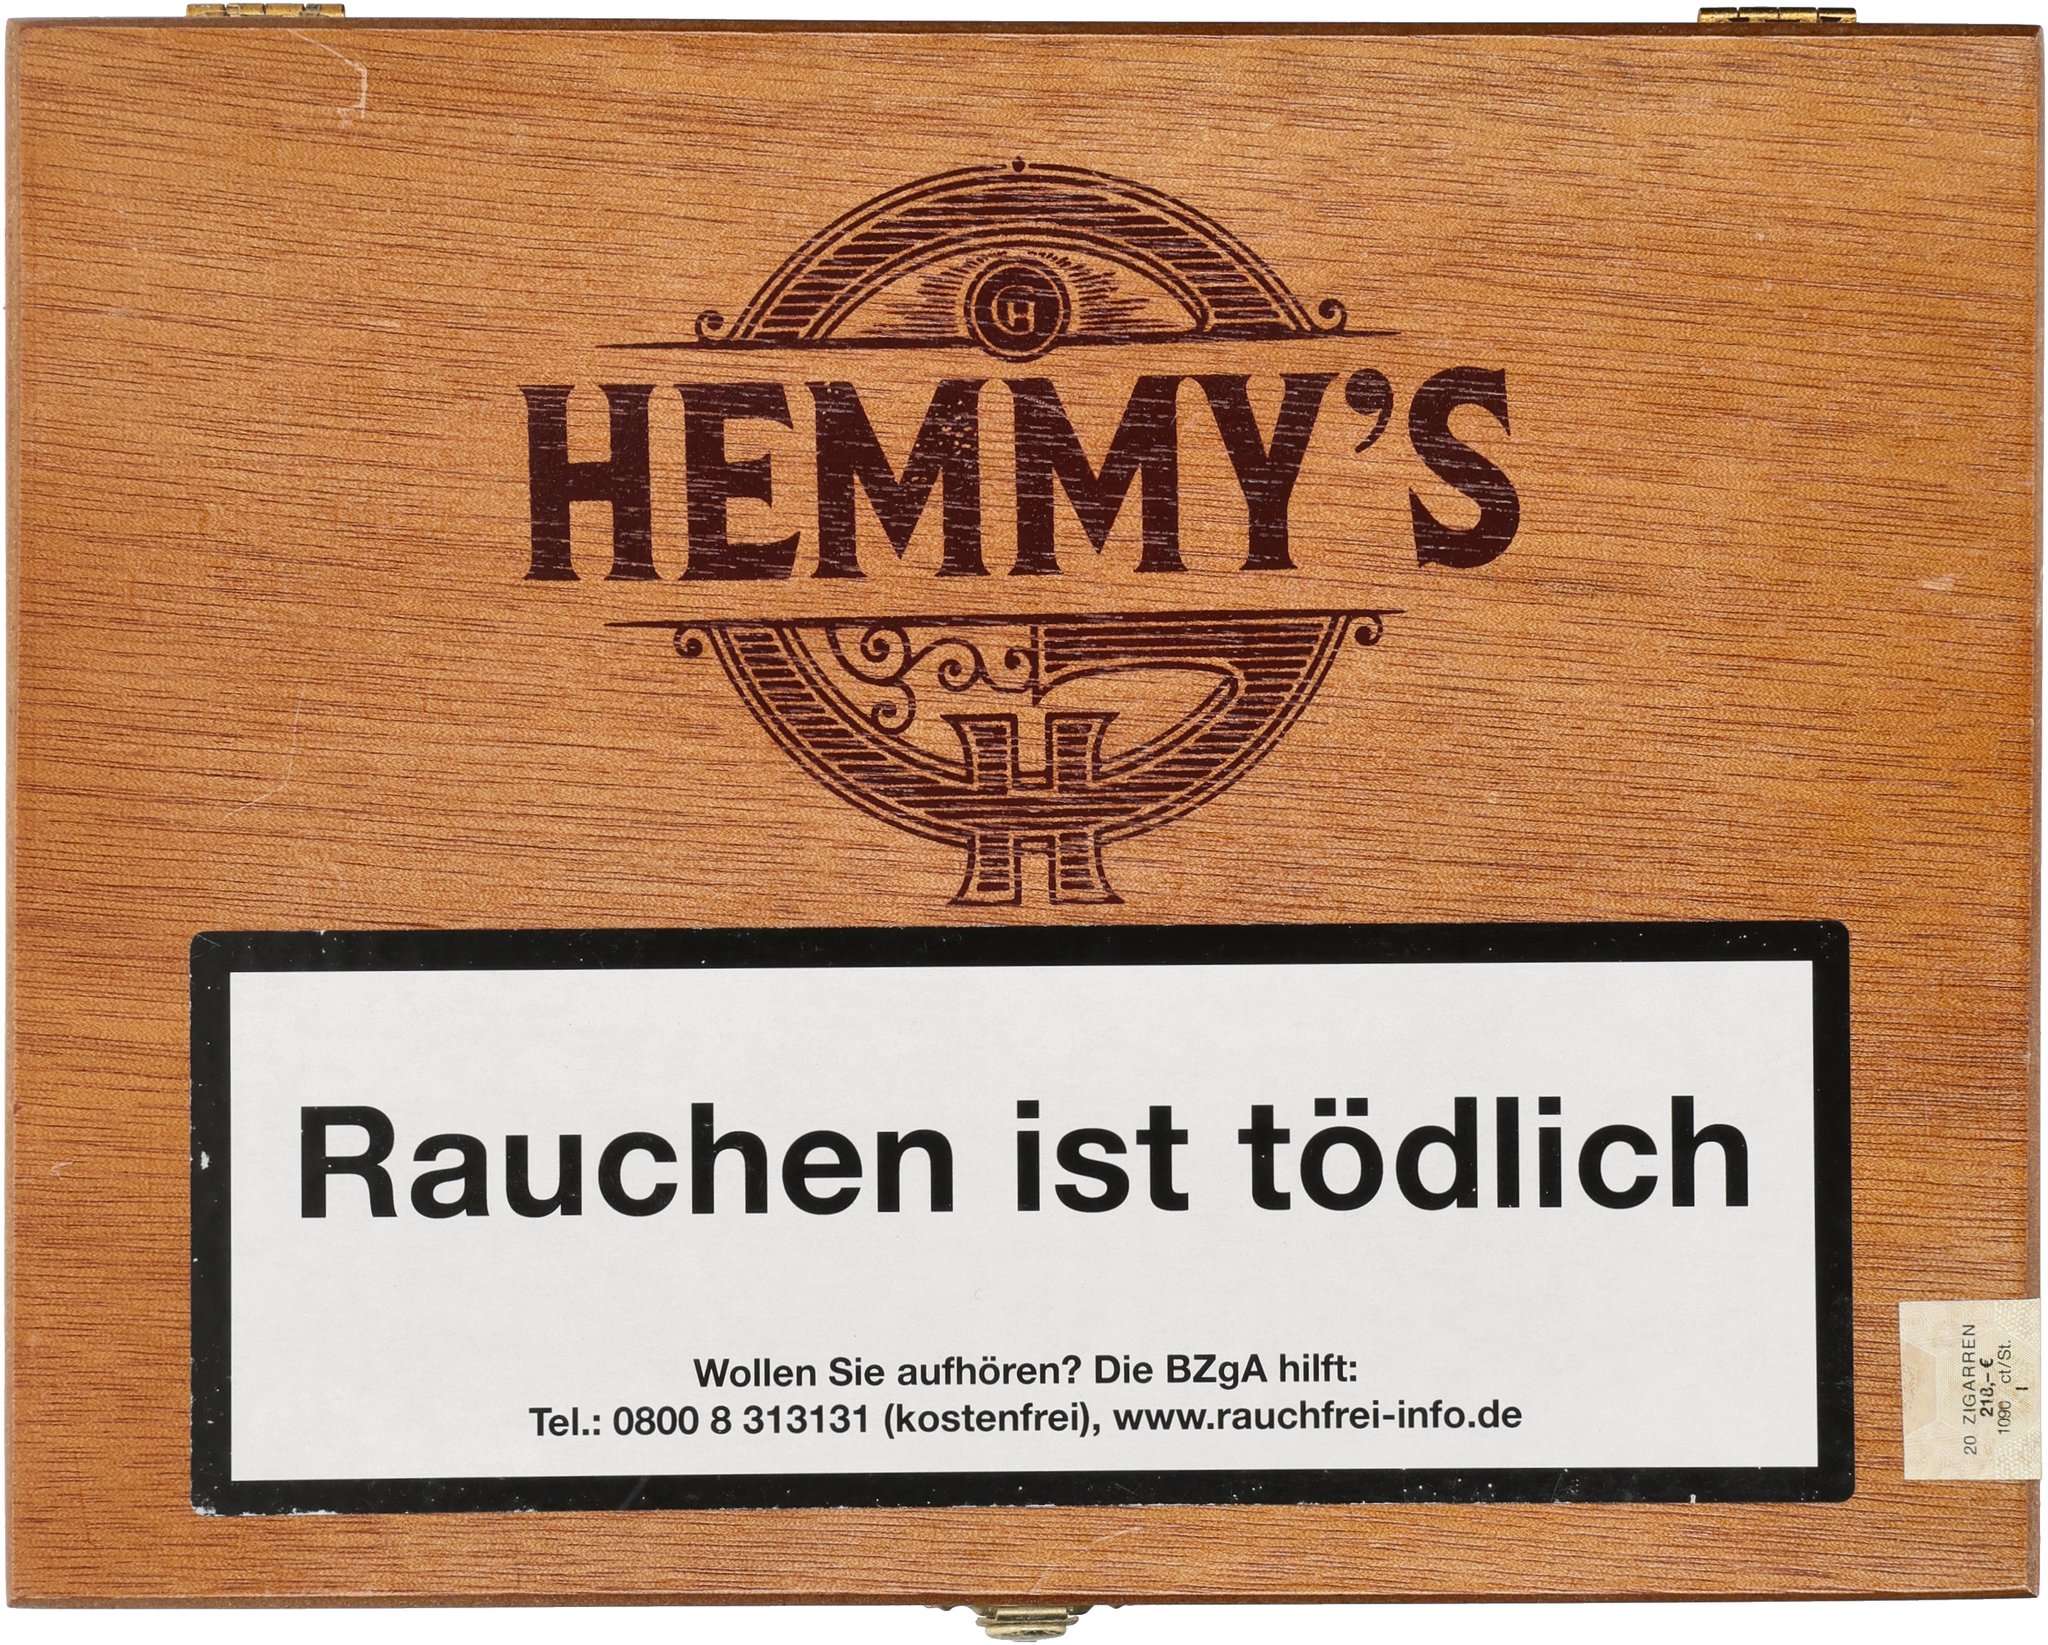 H
HEMMY'S
H
Rauchen ist tödlich
Wollen Sie aufhören? Die BZgA hilft:
Tel.: 0800 8 313131 (kostenfrei), www.rauchfrei-info.de
20 ZIGARREN
218,- €
1090 ct/St.
I